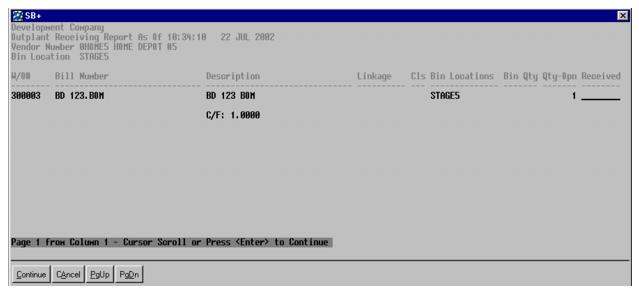 SB+
Development Company
Outplant Receiving Report As Of 10:34:10 22 JUL 2002
Vendor Number 0HOME5 HOME DEPOT #5
Bin Location STAGE5
W/O# Bill Number Description Linkage Cls Bin Locations Bin Qty Qty-Opn Received
300003 BD 123.BOM BD 123 BOM STAGE5 1 ______
C/F: 1.0000
Page 1 from Column 1 - Cursor Scroll or Press <Enter> to Continue
Continue CAncel PgUp PgDn